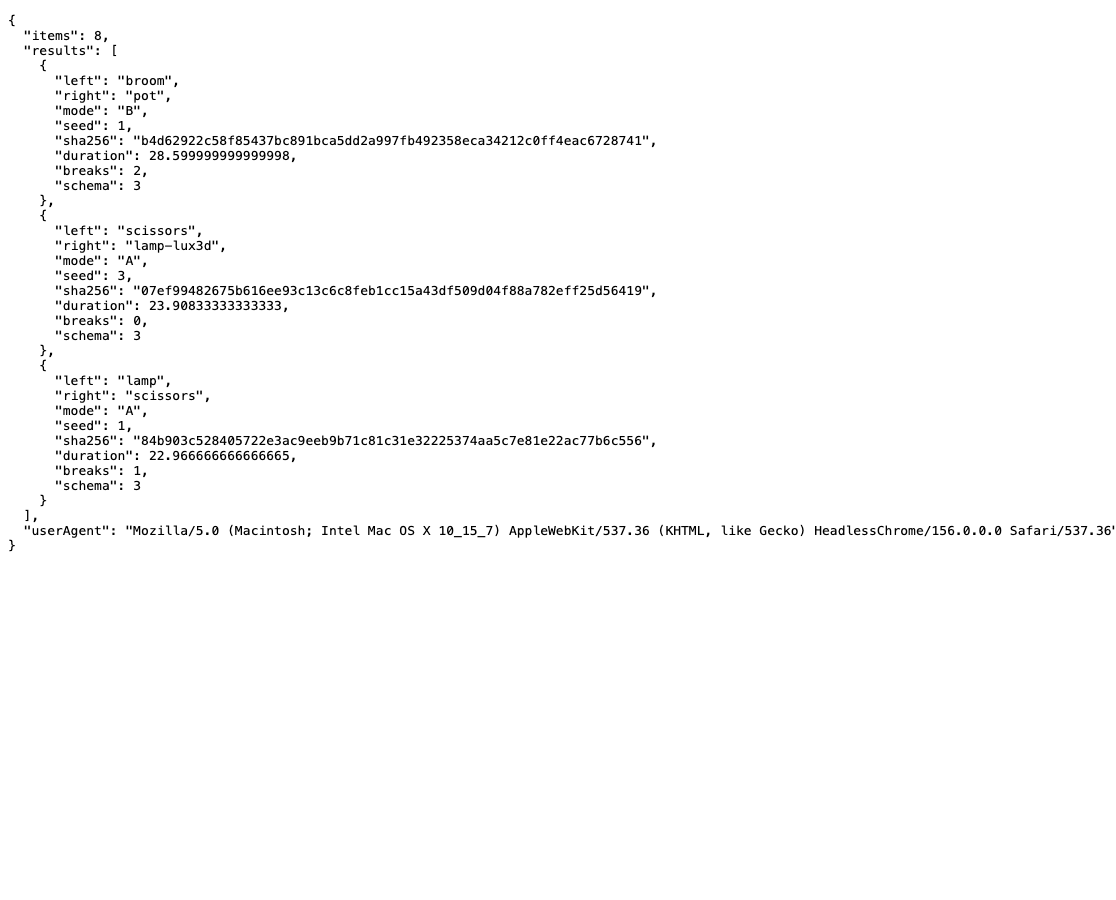 {
"items": 8,
"results": [
{
"left": "broom",
"right": "pot",
"mode": "B",
"seed": 1,
"sha256": "b4d62922c58f85437bc891bca5dd2a997fb492358eca34212c0ff4eac6728741",
"duration": 28.599999999999998,
"breaks": 2,
"schema": 3
},
{
"left": "scissors",
"right": "lamp-lux3d",
"mode": "A",
"seed": 3,
"sha256": "07ef99482675b616ee93c13c6c8feb1cc15a43df509d04f88a782eff25d56419",
"duration": 23.90833333333333,
"breaks": 0,
"schema": 3
},
{
"left": "lamp",
"right": "scissors",
"mode": "A",
"seed": 1,
"sha256": "84b903c528405722e3ac9eeb9b71c81c31e32225374aa5c7e81e22ac77b6c556",
"duration": 22.966666666666665,
"breaks": 1,
"schema": 3
}
],
"userAgent": "Mozilla/5.0 (Macintosh; Intel Mac OS X 10_15_7) AppleWebKit/537.36 (KHTML, like Gecko) HeadlessChrome/156.0.0.0 Safari/537.36"
}